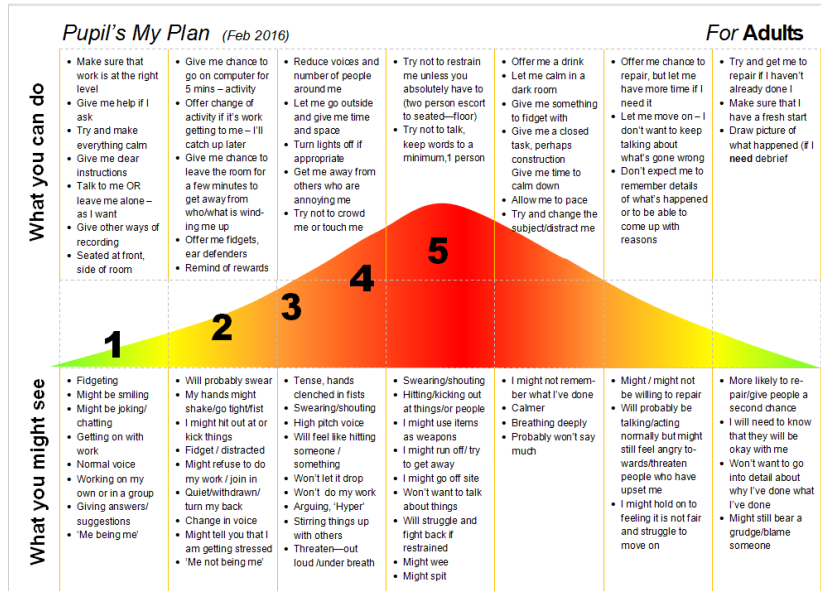 Pupil's My Plan (Feb 2016)
For Adults
What you can do
• Make sure that
work is at the right
level
• Give me help if I
ask
• Try and make
everything calm
• Give me clear
instructions
• Talk to me OR
leave me alone –
as I want
• Give other ways of
recording
• Seated at front,
side of room
• Give me chance to
go on computer for
5 mins – activity
• Offer change of
activity if it's work
getting to me – I'll
catch up later
• Give me chance to
leave the room for
a few minutes to
get away from
who/what is wind-
ing me up
• Offer me fidgets,
ear defenders
• Remind of rewards
• Reduce voices and
number of people
around me
• Let me go outside
and give me time
and space
• Turn lights off if
appropriate
• Get me away from
others who are
annoying me
• Try not to crowd
me or touch me
• Try not to restrain
me unless you
absolutely have to
(two person escort
to seated—floor)
• Try not to talk,
keep words to a
minimum,1 person
• Offer me a drink
• Let me calm in a
dark room
• Give me something
to fidget with
• Give me a closed
task, perhaps
construction
Give me time to
calm down
• Allow me to pace
• Try and change the
subject/distract me
• Offer me chance to
repair, but let me
have more time if I
need it
• Let me move on – I
don't want to keep
talking about
what's gone wrong
• Don't expect me to
remember details
of what's happened
or to be able to
come up with
reasons
• Try and get me to
repair if I haven't
already done I
• Make sure that I
have a fresh start
• Draw picture of
what happened (if I
need debrief
1
2
3
4
5
What you might see
• Fidgeting
• Might be smiling
• Might be joking/
chatting
• Getting on with
work
• Normal voice
• Working on my
own or in a group
• Giving answers/
suggestions
• 'Me being me'
• Will probably swear
• My hands might
shake/go tight/fist
• I might hit out at or
kick things
• Fidget / distracted
• Might refuse to do
my work / join in
• Quiet/withdrawn/
turn my back
• Change in voice
• Might tell you that I
am getting stressed
• 'Me not being me'
• Tense, hands
clenched in fists
• Swearing/shouting
• High pitch voice
• Will feel like hitting
someone /
something
• Won't let it drop
• Won't do my work
• Arguing, 'Hyper'
• Stirring things up
with others
• Threaten—out
loud /under breath
• Swearing/shouting
• Hitting/kicking out
at things/or people
• I might use items
as weapons
• I might run off/ try
to get away
• I might go off site
• Won't want to talk
about things
• Will struggle and
fight back if
restrained
• Might wee
• Might spit
• I might not remem-
ber what I've done
• Calmer
• Breathing deeply
• Probably won't say
much
• Might / might not
be willing to repair
• Will probably be
talking/acting
normally but might
still feel angry to-
wards/threaten
people who have
upset me
• I might hold on to
feeling it is not fair
and struggle to
move on
• More likely to re-
pair/give people a
second chance
• I will need to know
that they will be
okay with me
• Won't want to go
into detail about
why I've done what
I've done
• Might still bear a
grudge/blame
someone